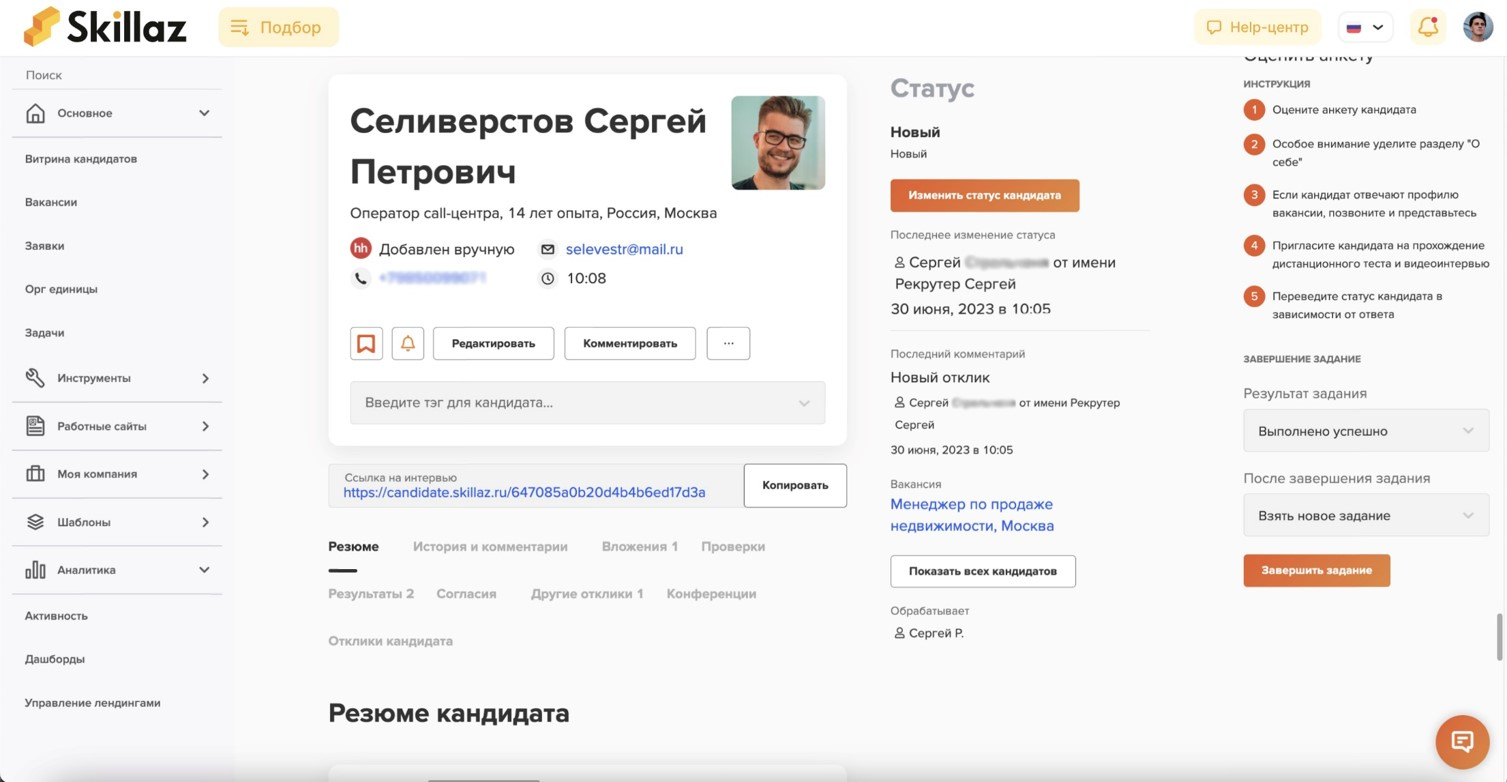 Skillaz
Подбор
Help-центр
Поиск
Основное
Витрина кандидатов
Вакансии
Заявки
Орг единицы
Задачи
Инструменты
Работные сайты
Моя компания
Шаблоны
Аналитика
Активность
Дашборды
Управление лендингами
Селиверстов Сергей
Петрович
Оператор call-центра, 14 лет опыта, Россия, Москва
hh Добавлен вручную
selevestr@mail.ru
10:08
Редактировать
Комментировать
...
Введите тэг для кандидата...
Ссылка на интервью
https://candidate.skillaz.ru/647085a0b20d4b4b6ed17d3a
Копировать
Резюме
История и комментарии
Вложения 1
Проверки
Результаты 2
Согласия
Другие отклики 1
Конференции
Отклики кандидата
Резюме кандидата
Статус
Новый
Новый
Изменить статус кандидата
Последнее изменение статуса
Сергей от имени
Рекрутер Сергей
30 июня, 2023 в 10:05
Последний комментарий
Новый отклик
Сергей от имени Рекрутер
Сергей
30 июня, 2023 в 10:05
Вакансия
Менеджер по продаже
недвижимости, Москва
Показать всех кандидатов
Обрабатывает
Сергей Р.
Оценить анкету
ИНСТРУКЦИЯ
1 Оцените анкету кандидата
2 Особое внимание уделите разделу "О
себе"
3 Если кандидат отвечают профилю
вакансии, позвоните и представьтесь
4 Пригласите кандидата на прохождение
дистанционного теста и видеоинтервью
5 Переведите статус кандидата в
зависимости от ответа
ЗАВЕРШЕНИЕ ЗАДАНИЕ
Результат задания
Выполнено успешно
После завершения задания
Взять новое задание
Завершить задание